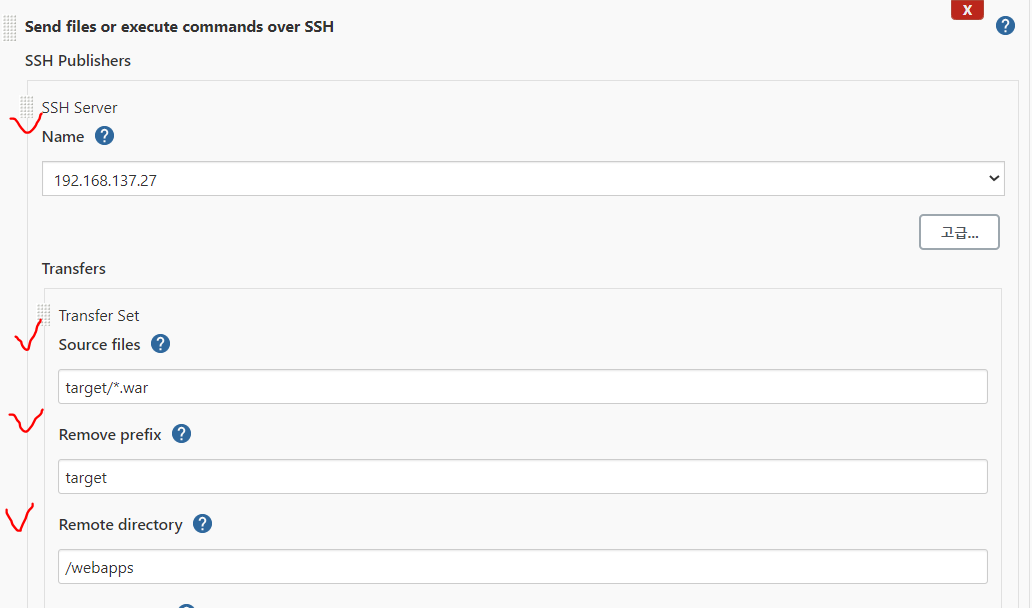 Send files or execute commands over SSH
X
?
SSH Publishers
SSH Server
Name ?
192.168.137.27
고급...
Transfers
Transfer Set
Source files ?
target/*.war
Remove prefix ?
target
Remote directory ?
/webapps